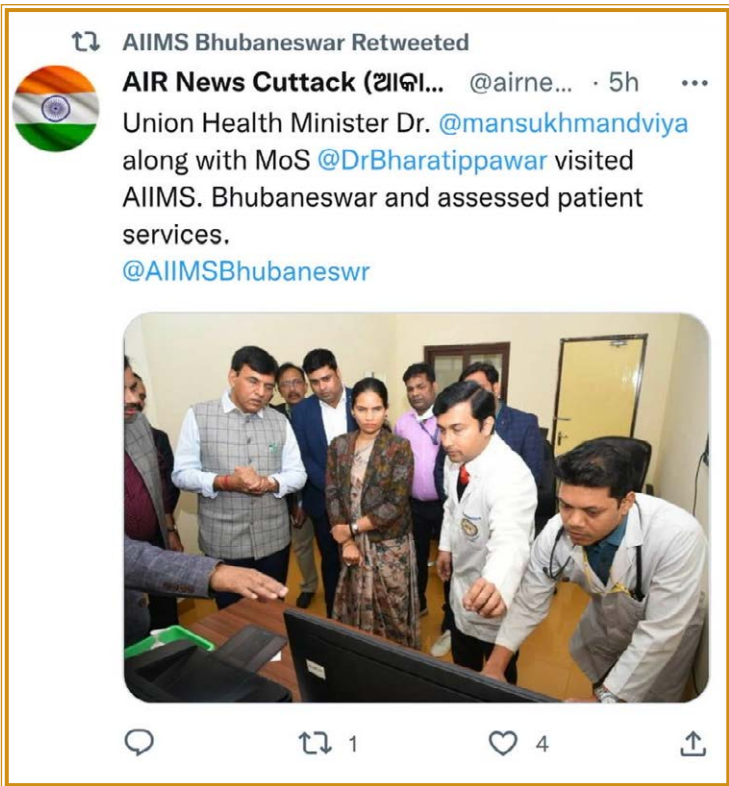 AIIMS Bhubaneswar Retweeted
AIR News Cuttack (ଆକା... @airne... · 5h ...
Union Health Minister Dr. @mansukhmandviya
along with MoS @DrBharatippawar visited
AIIMS. Bhubaneswar and assessed patient
services.
@AIIMSBhubaneswr
1 4